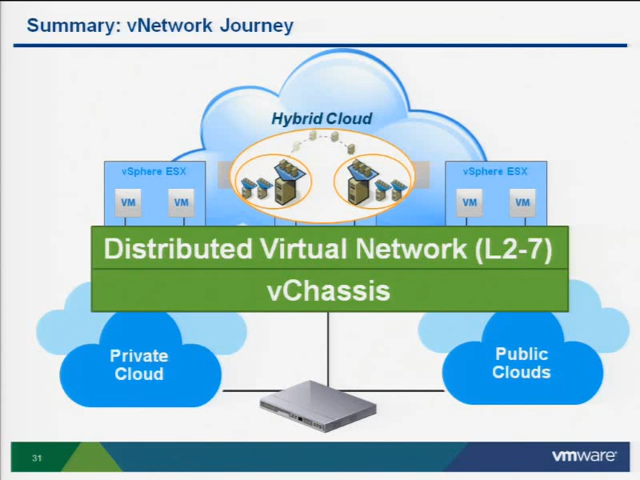 Summary: vNetwork Journey
Hybrid Cloud
vSphere ESX
vSphere ESX
VM
VM
VM
VM
Distributed Virtual Network (L2-7)
vChassis
Private
Cloud
Public
Clouds
31
vmware